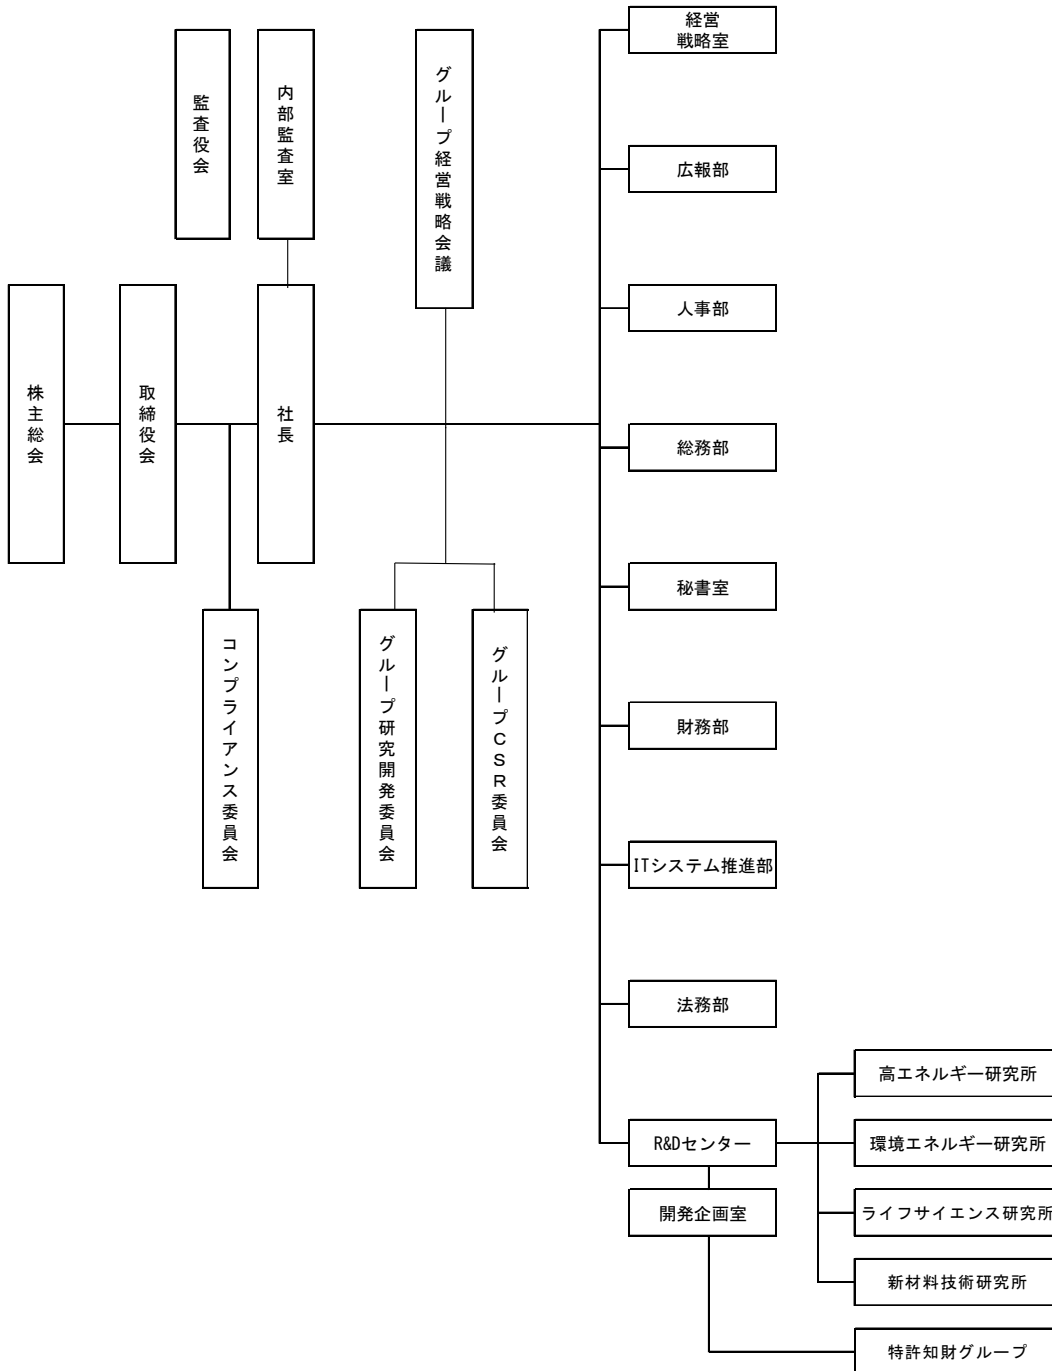 経営
戦略室
監査役会
内部監査室
グループ経営戦略会議
広報部
人事部
株主総会
取締役会
社長
総務部
秘書室
コンプライアンス委員会
グループ研究開発委員会
グループCSR委員会
財務部
ITシステム推進部
法務部
高エネルギー研究所
R&Dセンター
環境エネルギー研究所
開発企画室
ライフサイエンス研究所
新材料技術研究所
特許知財グループ